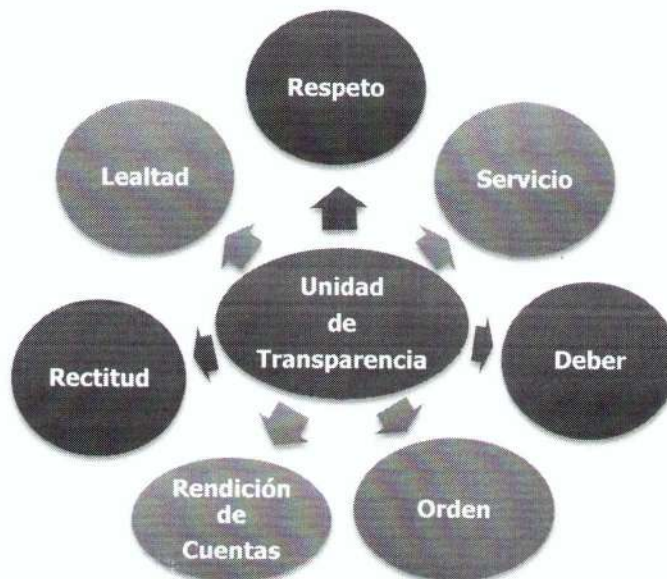 Respeto
Lealtad
Servicio
Unidad
de
Transparencia
Rectitud
Deber
Rendición
de
Cuentas
Orden